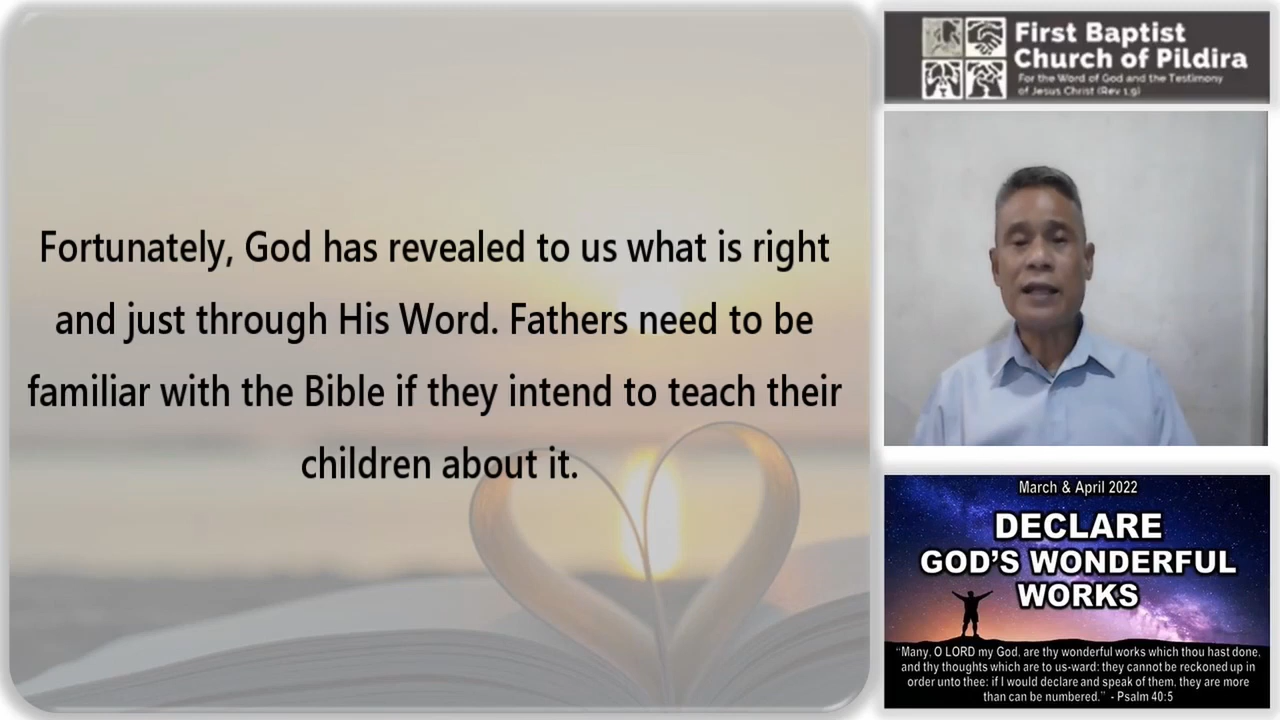 Fortunately, God has revealed to us what is right
and just through His Word. Fathers need to be
familiar with the Bible if they intend to teach their
children about it.
First Baptist
Church of Pildira
For the Word of God and the Testimony
of Jesus Christ (Rev 1:9)
March & April 2022
DECLARE
GOD'S WONDERFUL
WORKS
"Many, O LORD my God, are thy wonderful works which thou hast done,
and thy thoughts which are to us-ward: they cannot be reckoned up in
order unto thee: if I would declare and speak of them, they are more
than can be numbered." - Psalm 40:5